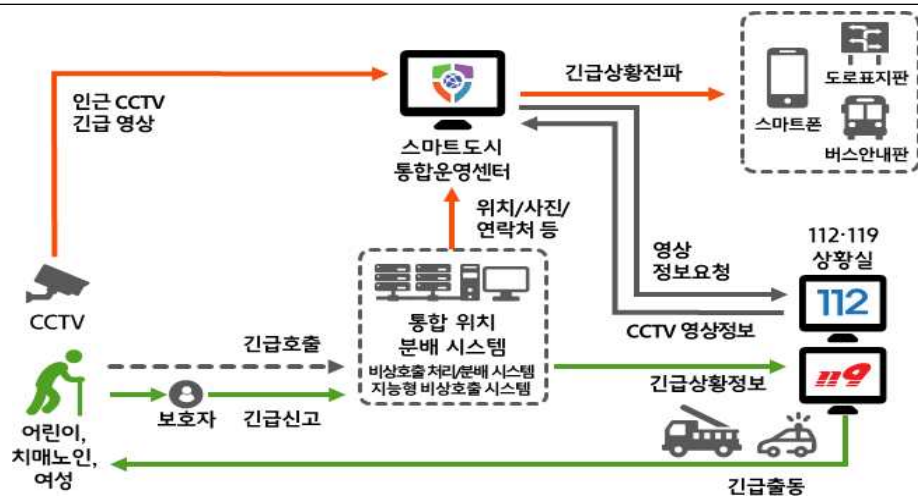 인근 CCTV
긴급 영상
스마트도시
통합운영센터
긴급상황전파
스마트폰
도로표지판
버스안내판
위치/사진/
연락처 등
영상
정보요청
112·119
상황실
112
119
CCTV 영상정보
CCTV
긴급호출
통합 위치
분배 시스템
비상호출 처리/분배 시스템
지능형 비상호출 시스템
보호자
긴급신고
긴급상황정보
어린이,
치매노인,
여성
긴급출동